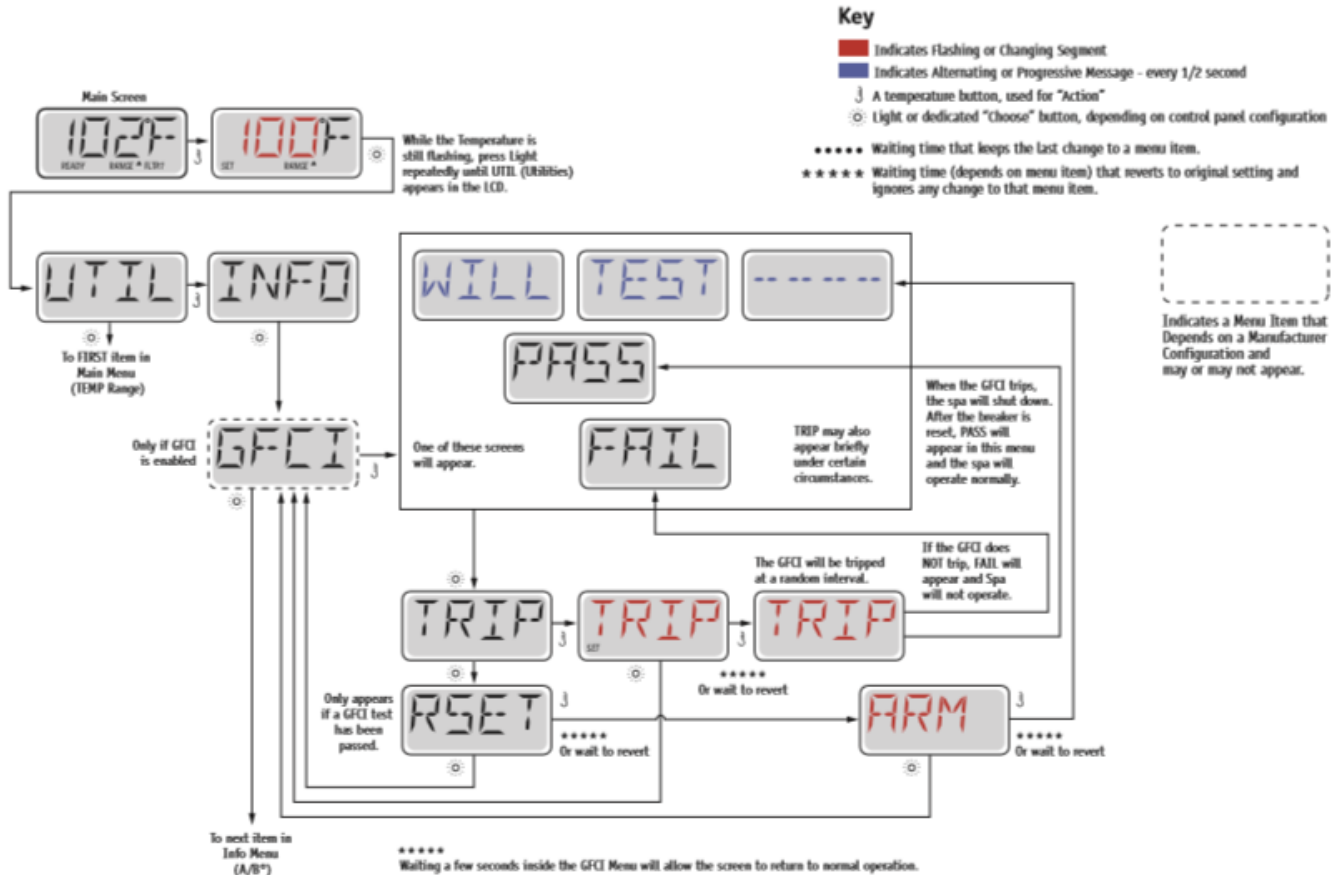 Key
Indicates Flashing or Changing Segment
Indicates Alternating or Progressive Message - every 1/2 second
A temperature button, used for "Action"
Light or dedicated "Choose" button, depending on control panel configuration
••••• Waiting time that keeps the last change to a menu item.
***** Waiting time (depends on menu item) that reverts to original setting and
ignores any change to that menu item.
Main Screen
102°F
READY RANGE FLTR1
100°F
SET RANGE
While the Temperature is
still flashing, press Light
repeatedly until UTIL (Utilities)
appears in the LCD.
UTIL
INFO
WILL
TEST
- - - -
Indicates a Menu Item that
Depends on a Manufacturer
Configuration and
may or may not appear.
To FIRST item in
Main Menu
(TEMP Range)
PASS
When the GFCI trips,
the spa will shut down.
After the breaker is
reset, PASS will
appear in this menu
and the spa will
operate normally.
Only if GFCI
is enabled
GFCI
One of these screens
will appear.
FAIL
TRIP may also
appear briefly
under certain
circumstances.
The GFCI will be tripped
at a random interval.
If the GFCI does
NOT trip, FAIL will
appear and Spa
will not operate.
TRIP
TRIP
SET
TRIP
*****
Or wait to revert
Only appears
if a GFCI test
has been
passed.
RSET
*****
Or wait to revert
ARM
*****
Or wait to revert
To next item in
Info Menu
(A/B°)
*****
Waiting a few seconds inside the GFCI Menu will allow the screen to return to normal operation.